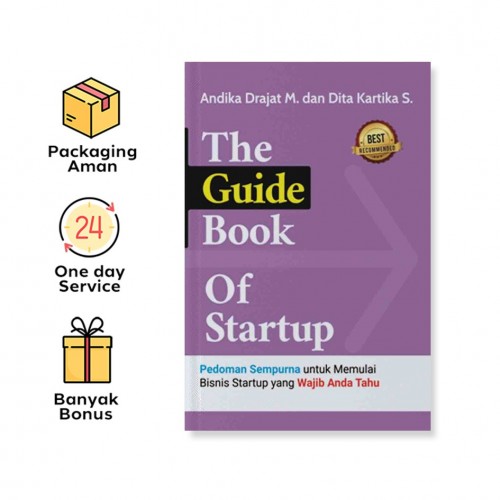 Packaging
Aman
24
One day
Service
Banyak
Bonus
Andika Drajat M. dan Dita Kartika S.
BEST
RECOMMENDED
The
Guide
Book
Of
Startup
Pedoman Sempurna untuk Memulai
Bisnis Startup yang Wajib Anda Tahu